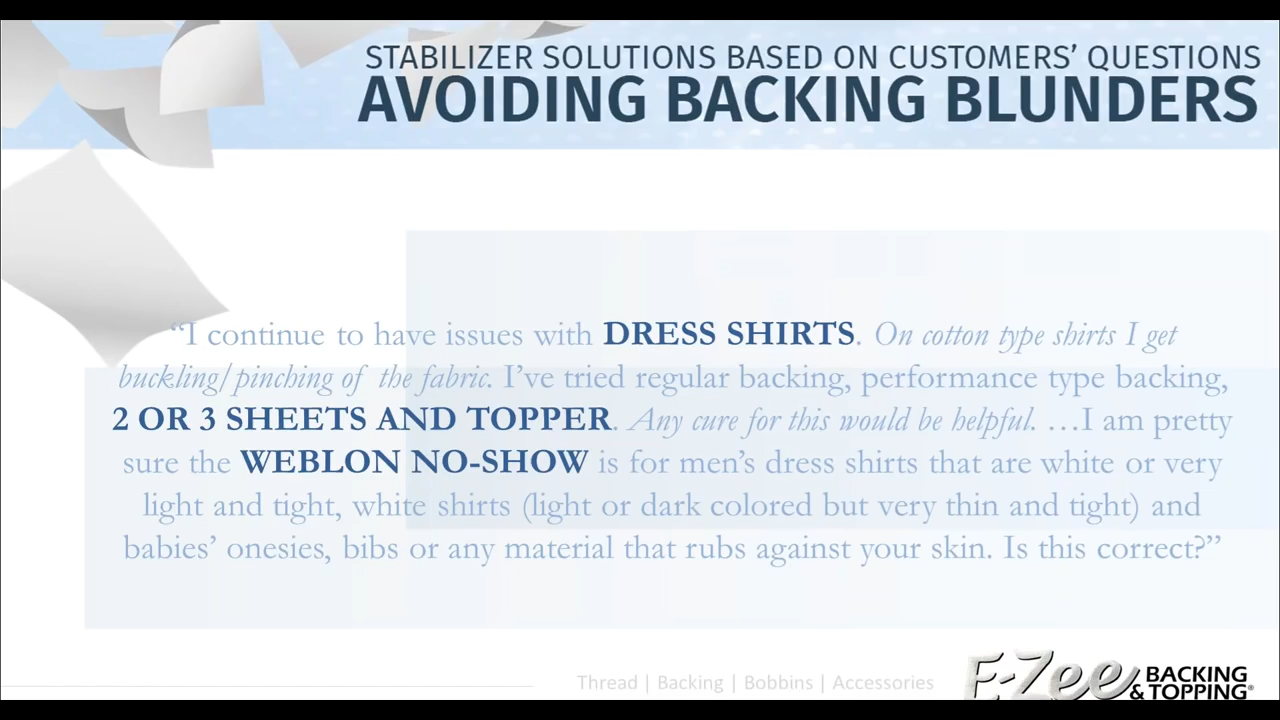 STABILIZER SOLUTIONS BASED ON CUSTOMERS’ QUESTIONS
AVOIDING BACKING BLUNDERS
“I continue to have issues with DRESS SHIRTS. On cotton type shirts I get
buckling/pinching of the fabric. I’ve tried regular backing, performance type backing,
2 OR 3 SHEETS AND TOPPER. Any cure for this would be helpful. …I am pretty
sure the WEBLON NO-SHOW is for men’s dress shirts that are white or very
light and tight, white shirts (light or dark colored but very thin and tight) and
babies’ onesies, bibs or any material that rubs against your skin. Is this correct?”
Thread | Backing | Bobbins | Accessories
E-Zee BACKING
& TOPPING®